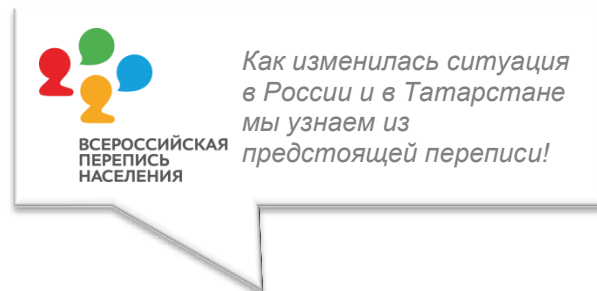 Как изменилась ситуация
в России и в Татарстане
мы узнаем из
предстоящей переписи!
ВСЕРОССИЙСКАЯ
ПЕРЕПИСЬ
НАСЕЛЕНИЯ